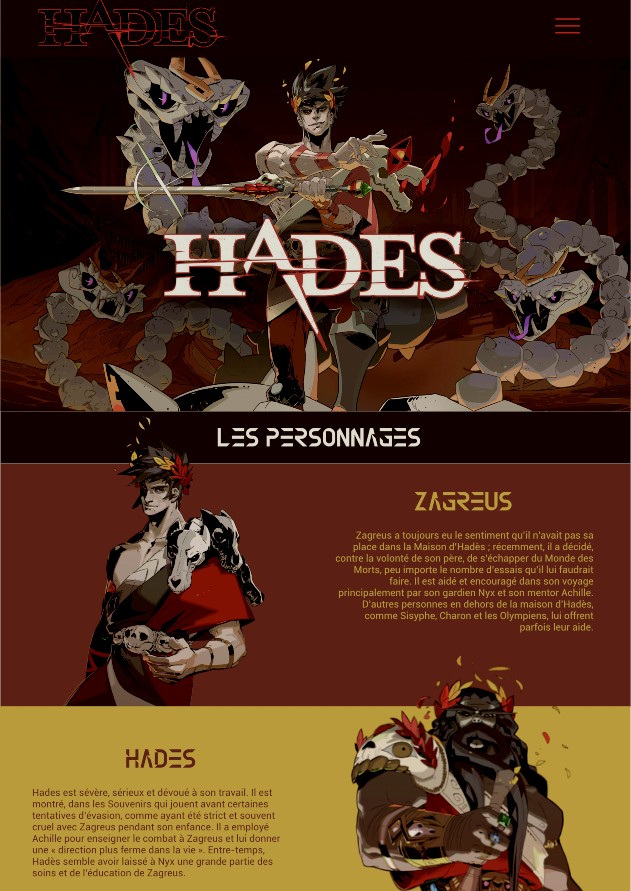 HADES
HADES
LES PERSONNAGES
ZAGREUS
Zagreus a toujours eu le sentiment qu'il n'avait pas sa
place dans la Maison d'Hadès ; récemment, il a décidé,
contre la volonté de son père, de s'échapper du Monde des
Morts, peu importe le nombre d'essais qu'il lui faudrait
faire. Il est aidé et encouragé dans son voyage
principalement par son gardien Nyx et son mentor Achille.
D'autres personnes en dehors de la maison d'Hadès,
comme Sisyphe, Charon et les Olympiens, lui offrent
parfois leur aide.
HADES
Hades est sévère, sérieux et dévoué à son travail. Il est
montré, dans les Souvenirs qui jouent avant certaines
tentatives d'évasion, comme ayant été strict et souvent
cruel avec Zagreus pendant son enfance. Il a employé
Achille pour enseigner le combat à Zagreus et lui donner
une « direction plus ferme dans la vie ». Entre-temps,
Hadès semble avoir laissé à Nyx une grande partie des
soins et de l'éducation de Zagreus.